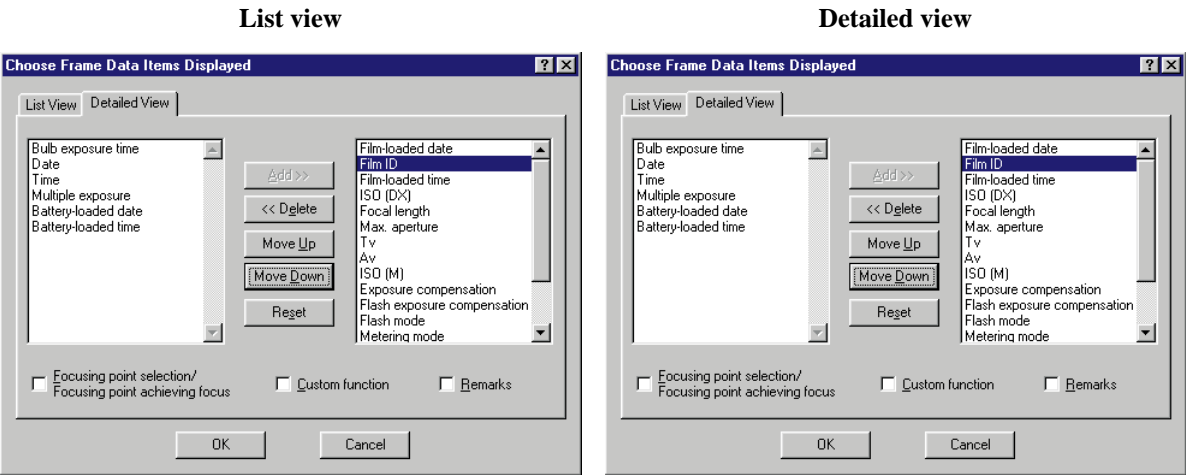 List view
Choose Frame Data Items Displayed
List View Detailed View
Bulb exposure time
Date
Time
Multiple exposure
Battery-loaded date
Battery-loaded time
Add >>
<< Delete
Move Up
Move Down
Reset
Film-loaded date
Film ID
Film-loaded time
ISO (DX)
Focal length
Max. aperture
Tv
Av
ISO (M)
Exposure compensation
Flash exposure compensation
Flash mode
Metering mode
Focusing point selection/
Focusing point achieving focus
Custom function
Remarks
OK
Cancel
Detailed view
Choose Frame Data Items Displayed
List View Detailed View
Bulb exposure time
Date
Time
Multiple exposure
Battery-loaded date
Battery-loaded time
Add >>
<< Delete
Move Up
Move Down
Reset
Film-loaded date
Film ID
Film-loaded time
ISO (DX)
Focal length
Max. aperture
Tv
Av
ISO (M)
Exposure compensation
Flash exposure compensation
Flash mode
Metering mode
Focusing point selection/
Focusing point achieving focus
Custom function
Remarks
OK
Cancel